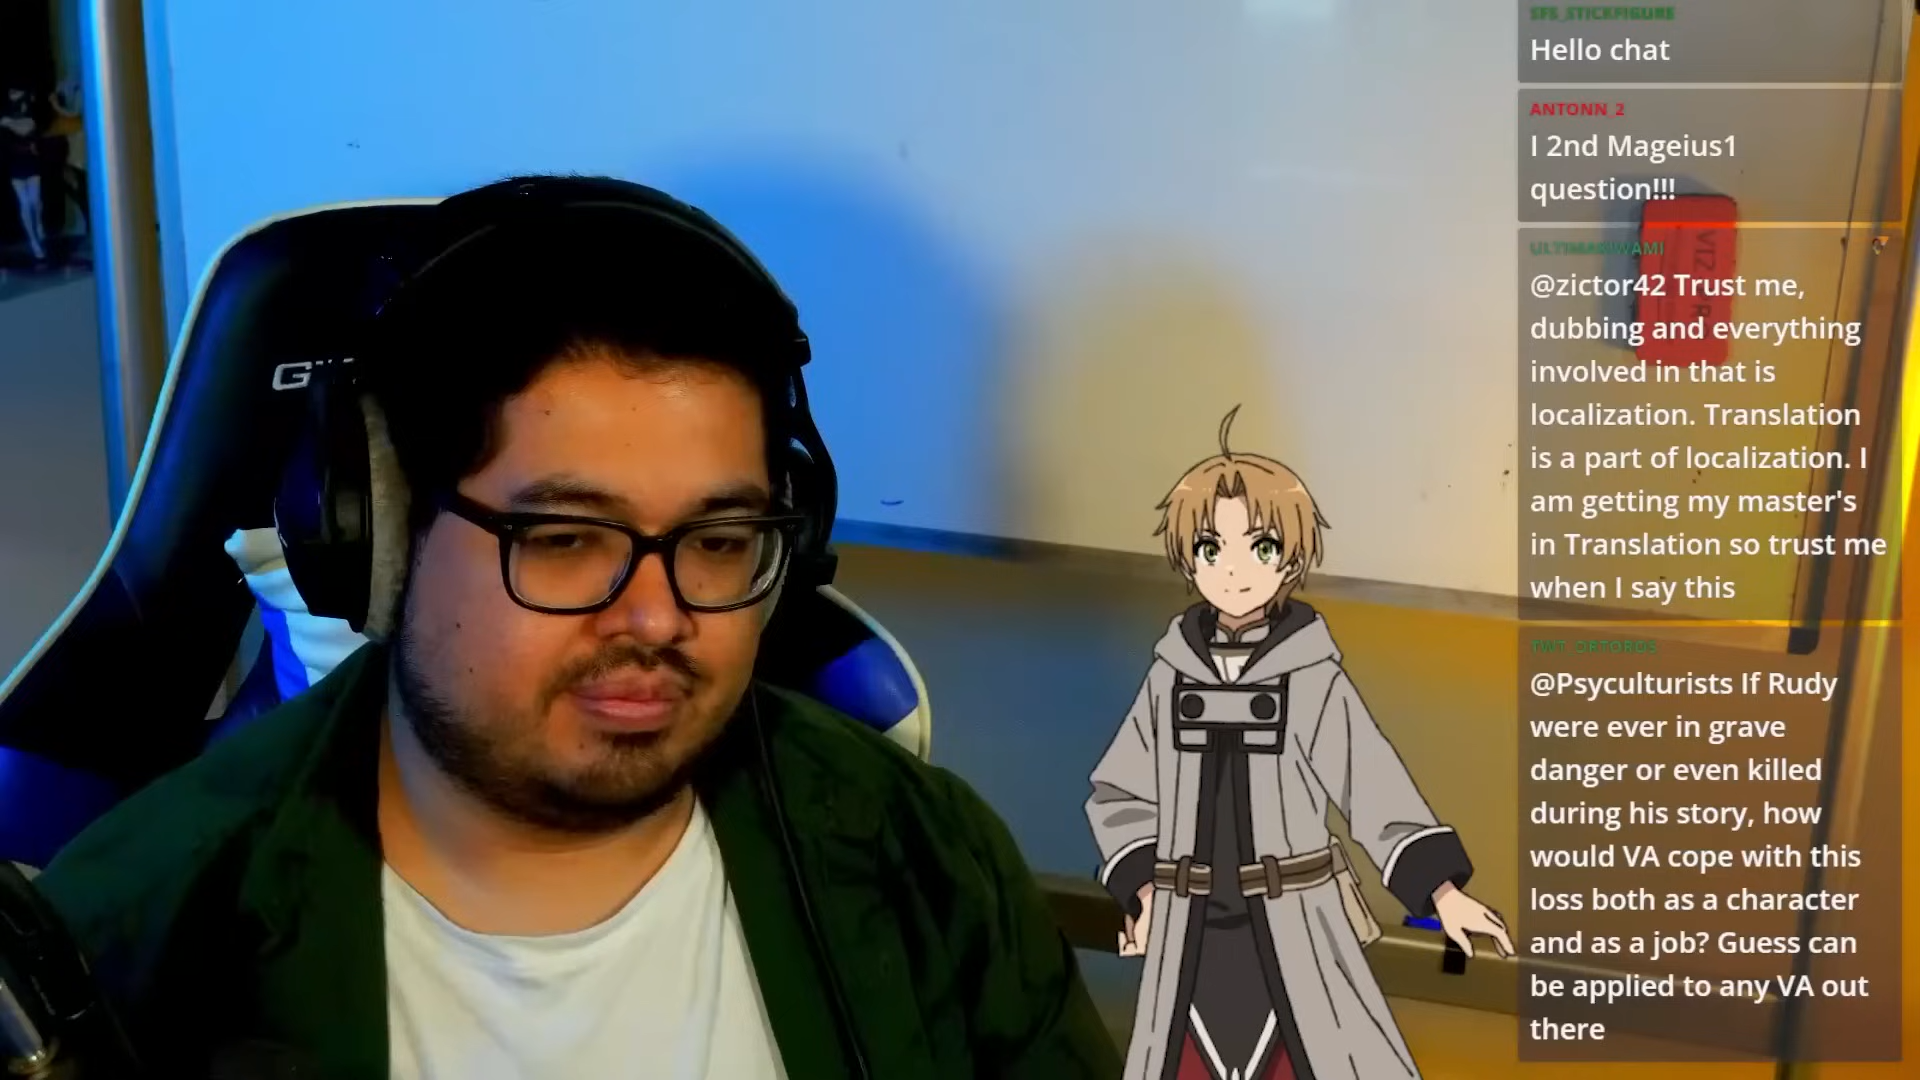 SFS_STICKFIGURE
Hello chat
ANTONN_2
I 2nd Mageius1
question!!!
@zictor42 Trust me,
dubbing and everything
involved in that is
localization. Translation
is a part of localization. I
am getting my master's
in Translation so trust me
when I say this
@Psyculturists If Rudy
were ever in grave
danger or even killed
during his story, how
would VA cope with this
loss both as a character
and as a job? Guess can
be applied to any VA out
there